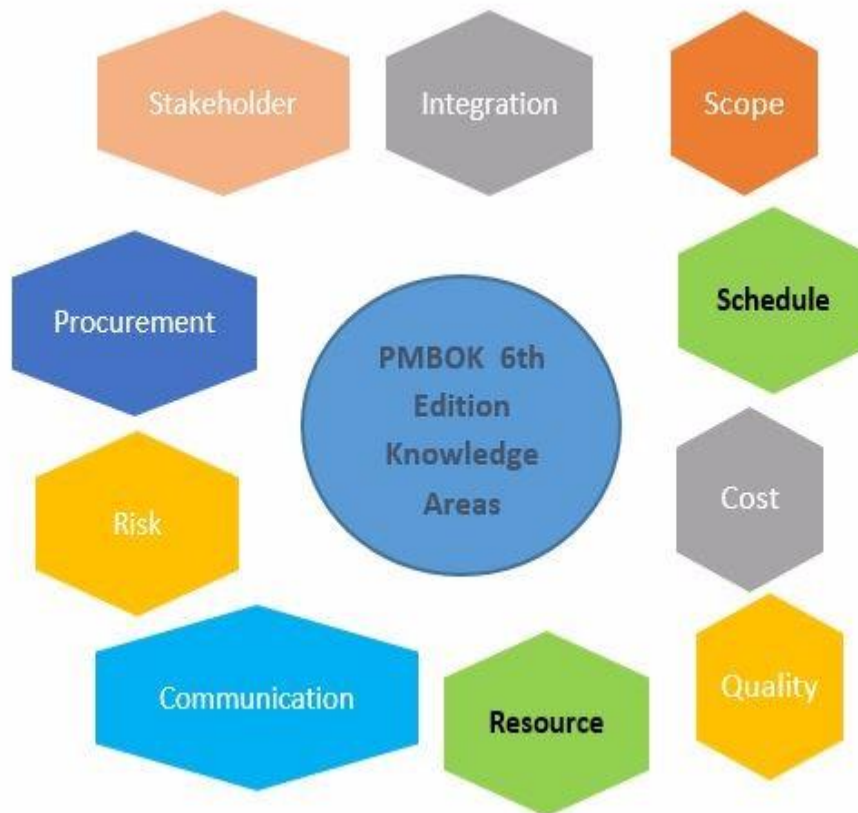 Stakeholder
Integration
Scope
Procurement
Schedule
PMBOK 6th
Edition
Knowledge
Areas
Risk
Cost
Communication
Resource
Quality